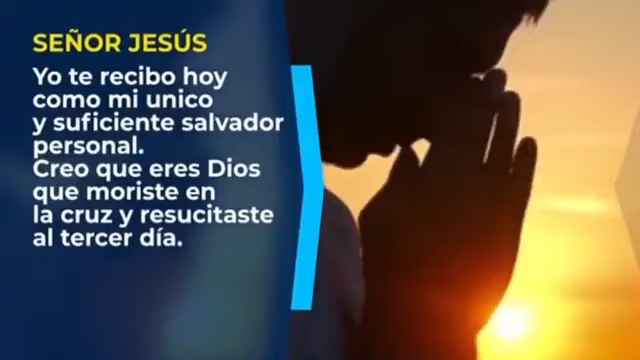 SEÑOR JESÚS
Yo te recibo hoy
como mi unico
y suficiente salvador
personal.
Creo que eres Dios
que moriste en
la cruz y resucitaste
al tercer día.